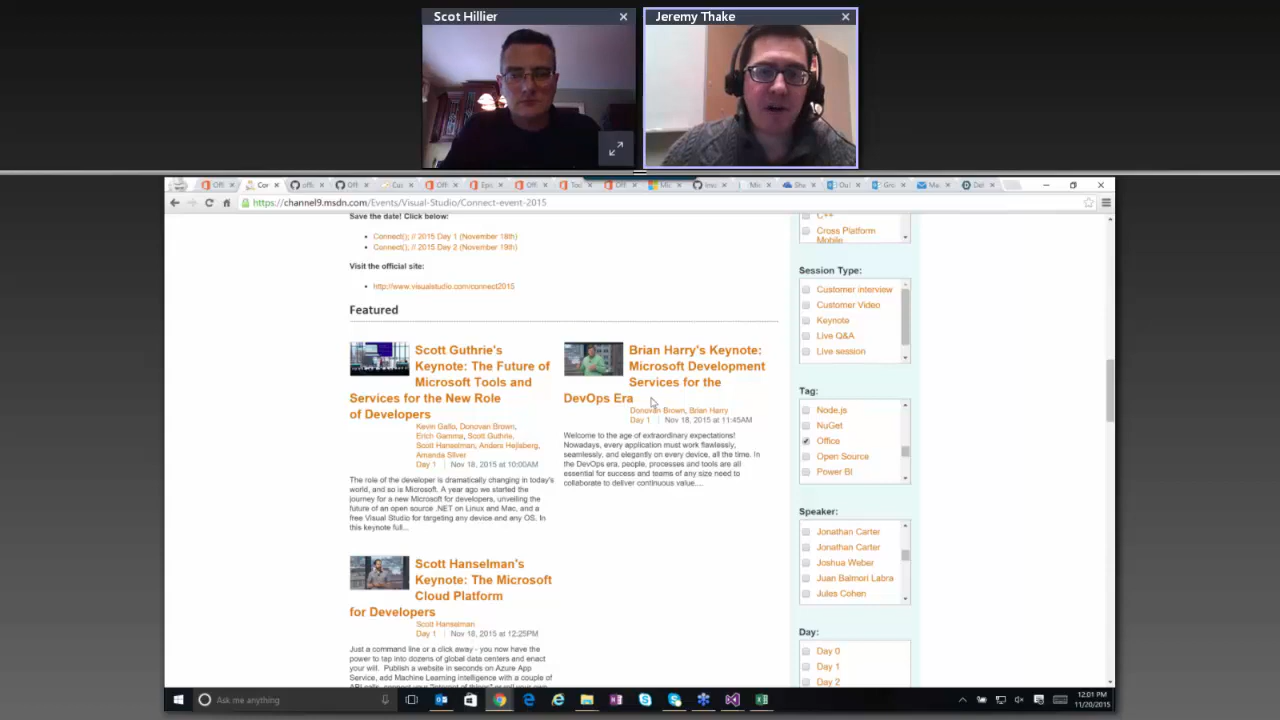 Scot Hillier
Jeremy Thake
https://channel9.msdn.com/Events/Visual-Studio/Connect-event-2015
Save the date! Click below:
Connect(); // 2015 Day 1 (November 18th)
Connect(); // 2015 Day 2 (November 19th)
Visit the official site:
http://www.visualstudio.com/connect2015
Featured
Scott Guthrie's
Keynote: The Future of
Microsoft Tools and
Services for the New Role
of Developers
Kevin Gallo, Donovan Brown,
Erich Gamma, Scott Guthrie,
Scott Hanselman, Anders Hejlsberg,
Amanda Silver
Day 1 | Nov 18, 2015 at 10:00AM
The role of the developer is dramatically changing in today's
world, and so is Microsoft. A year ago we started the
journey for a new Microsoft for developers, unveiling the
future of an open source .NET on Linux and Mac, and a
free Visual Studio for targeting any device and any OS. In
this keynote full...
Brian Harry's Keynote:
Microsoft Development
Services for the
DevOps Era
Donovan Brown, Brian Harry
Day 1 | Nov 18, 2015 at 11:45AM
Welcome to the age of extraordinary expectations!
Nowadays, every application must work flawlessly,
seamlessly, and elegantly on every device, all the time. In
the DevOps era, people, processes and tools are all
essential for success and teams of any size need to
collaborate to deliver continuous value,...
Scott Hanselman's
Keynote: The Microsoft
Cloud Platform
for Developers
Scott Hanselman
Day 1 | Nov 18, 2015 at 12:25PM
Just a command line or a click away - you now have the
power to tap into dozens of global data centers and enact
your will. Publish a website in seconds on Azure App
Service, add Machine Learning intelligence with a couple of
C++
Cross Platform
Mobile
Session Type:
Customer interview
Customer Video
Keynote
Live Q&A
Live session
Tag:
Node.js
NuGet
Office
Open Source
Power BI
Speaker:
Jonathan Carter
Jonathan Carter
Joshua Weber
Juan Balmori Labra
Jules Cohen
Day:
Day 0
Day 1
Day 2
Ask me anything
12:01 PM
11/20/2015